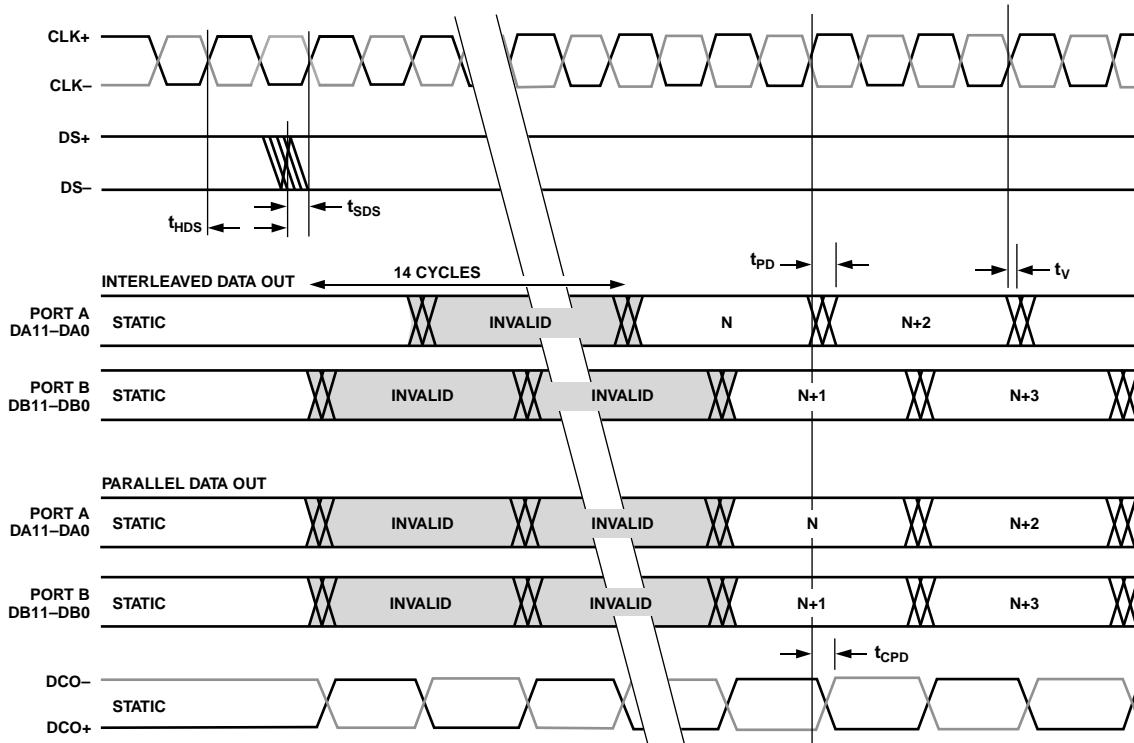 CLK+
CLK–
DS+
DS–
tHDS
tSDS
tPD
tV
INTERLEAVED DATA OUT
14 CYCLES
PORT A
DA11–DA0
STATIC
INVALID
N
N+2
PORT B
DB11–DB0
STATIC
INVALID
INVALID
N+1
N+3
PARALLEL DATA OUT
PORT A
DA11–DA0
STATIC
INVALID
INVALID
N
N+2
PORT B
DB11–DB0
STATIC
INVALID
INVALID
N+1
N+3
tCPD
DCO–
STATIC
DCO+